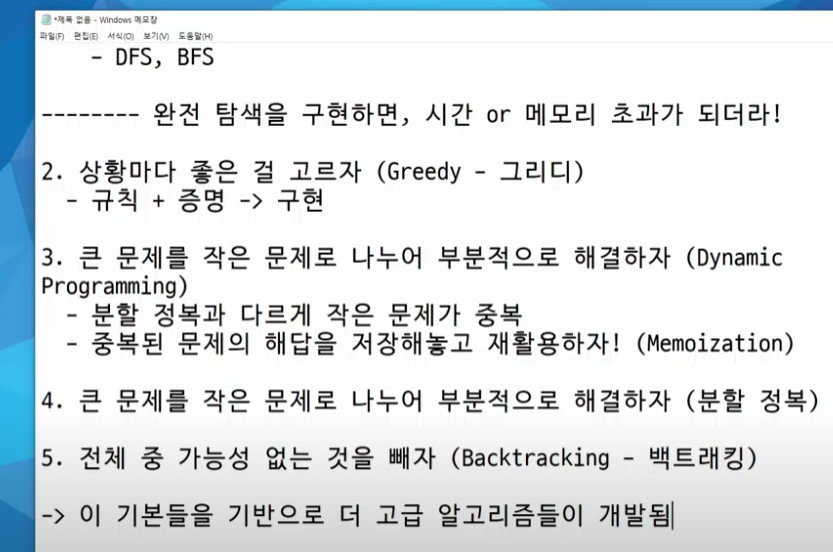 *제목 없음 - Windows 메모장
파일(F) 편집(E) 서식(O) 보기(V) 도움말(H)
- DFS, BFS
-------- 완전 탐색을 구현하면, 시간 or 메모리 초과가 되더라!
2. 상황마다 좋은 걸 고르자 (Greedy - 그리디)
- 규칙 + 증명 -> 구현
3. 큰 문제를 작은 문제로 나누어 부분적으로 해결하자 (Dynamic
Programming)
- 분할 정복과 다르게 작은 문제가 중복
- 중복된 문제의 해답을 저장해놓고 재활용하자! (Memoization)
4. 큰 문제를 작은 문제로 나누어 부분적으로 해결하자 (분할 정복)
5. 전체 중 가능성 없는 것을 빼자 (Backtracking - 백트래킹)
-> 이 기본들을 기반으로 더 고급 알고리즘들이 개발됨